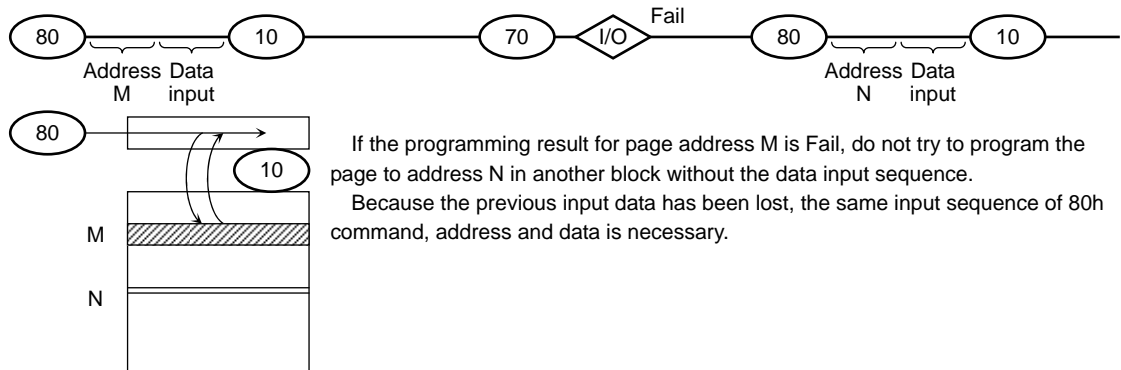 80 10 70 I/O Fail 80 10
Address Data Address Data
M input N input
80
10
If the programming result for page address M is Fail, do not try to program the
page to address N in another block without the data input sequence.
Because the previous input data has been lost, the same input sequence of 80h
command, address and data is necessary.
M
N